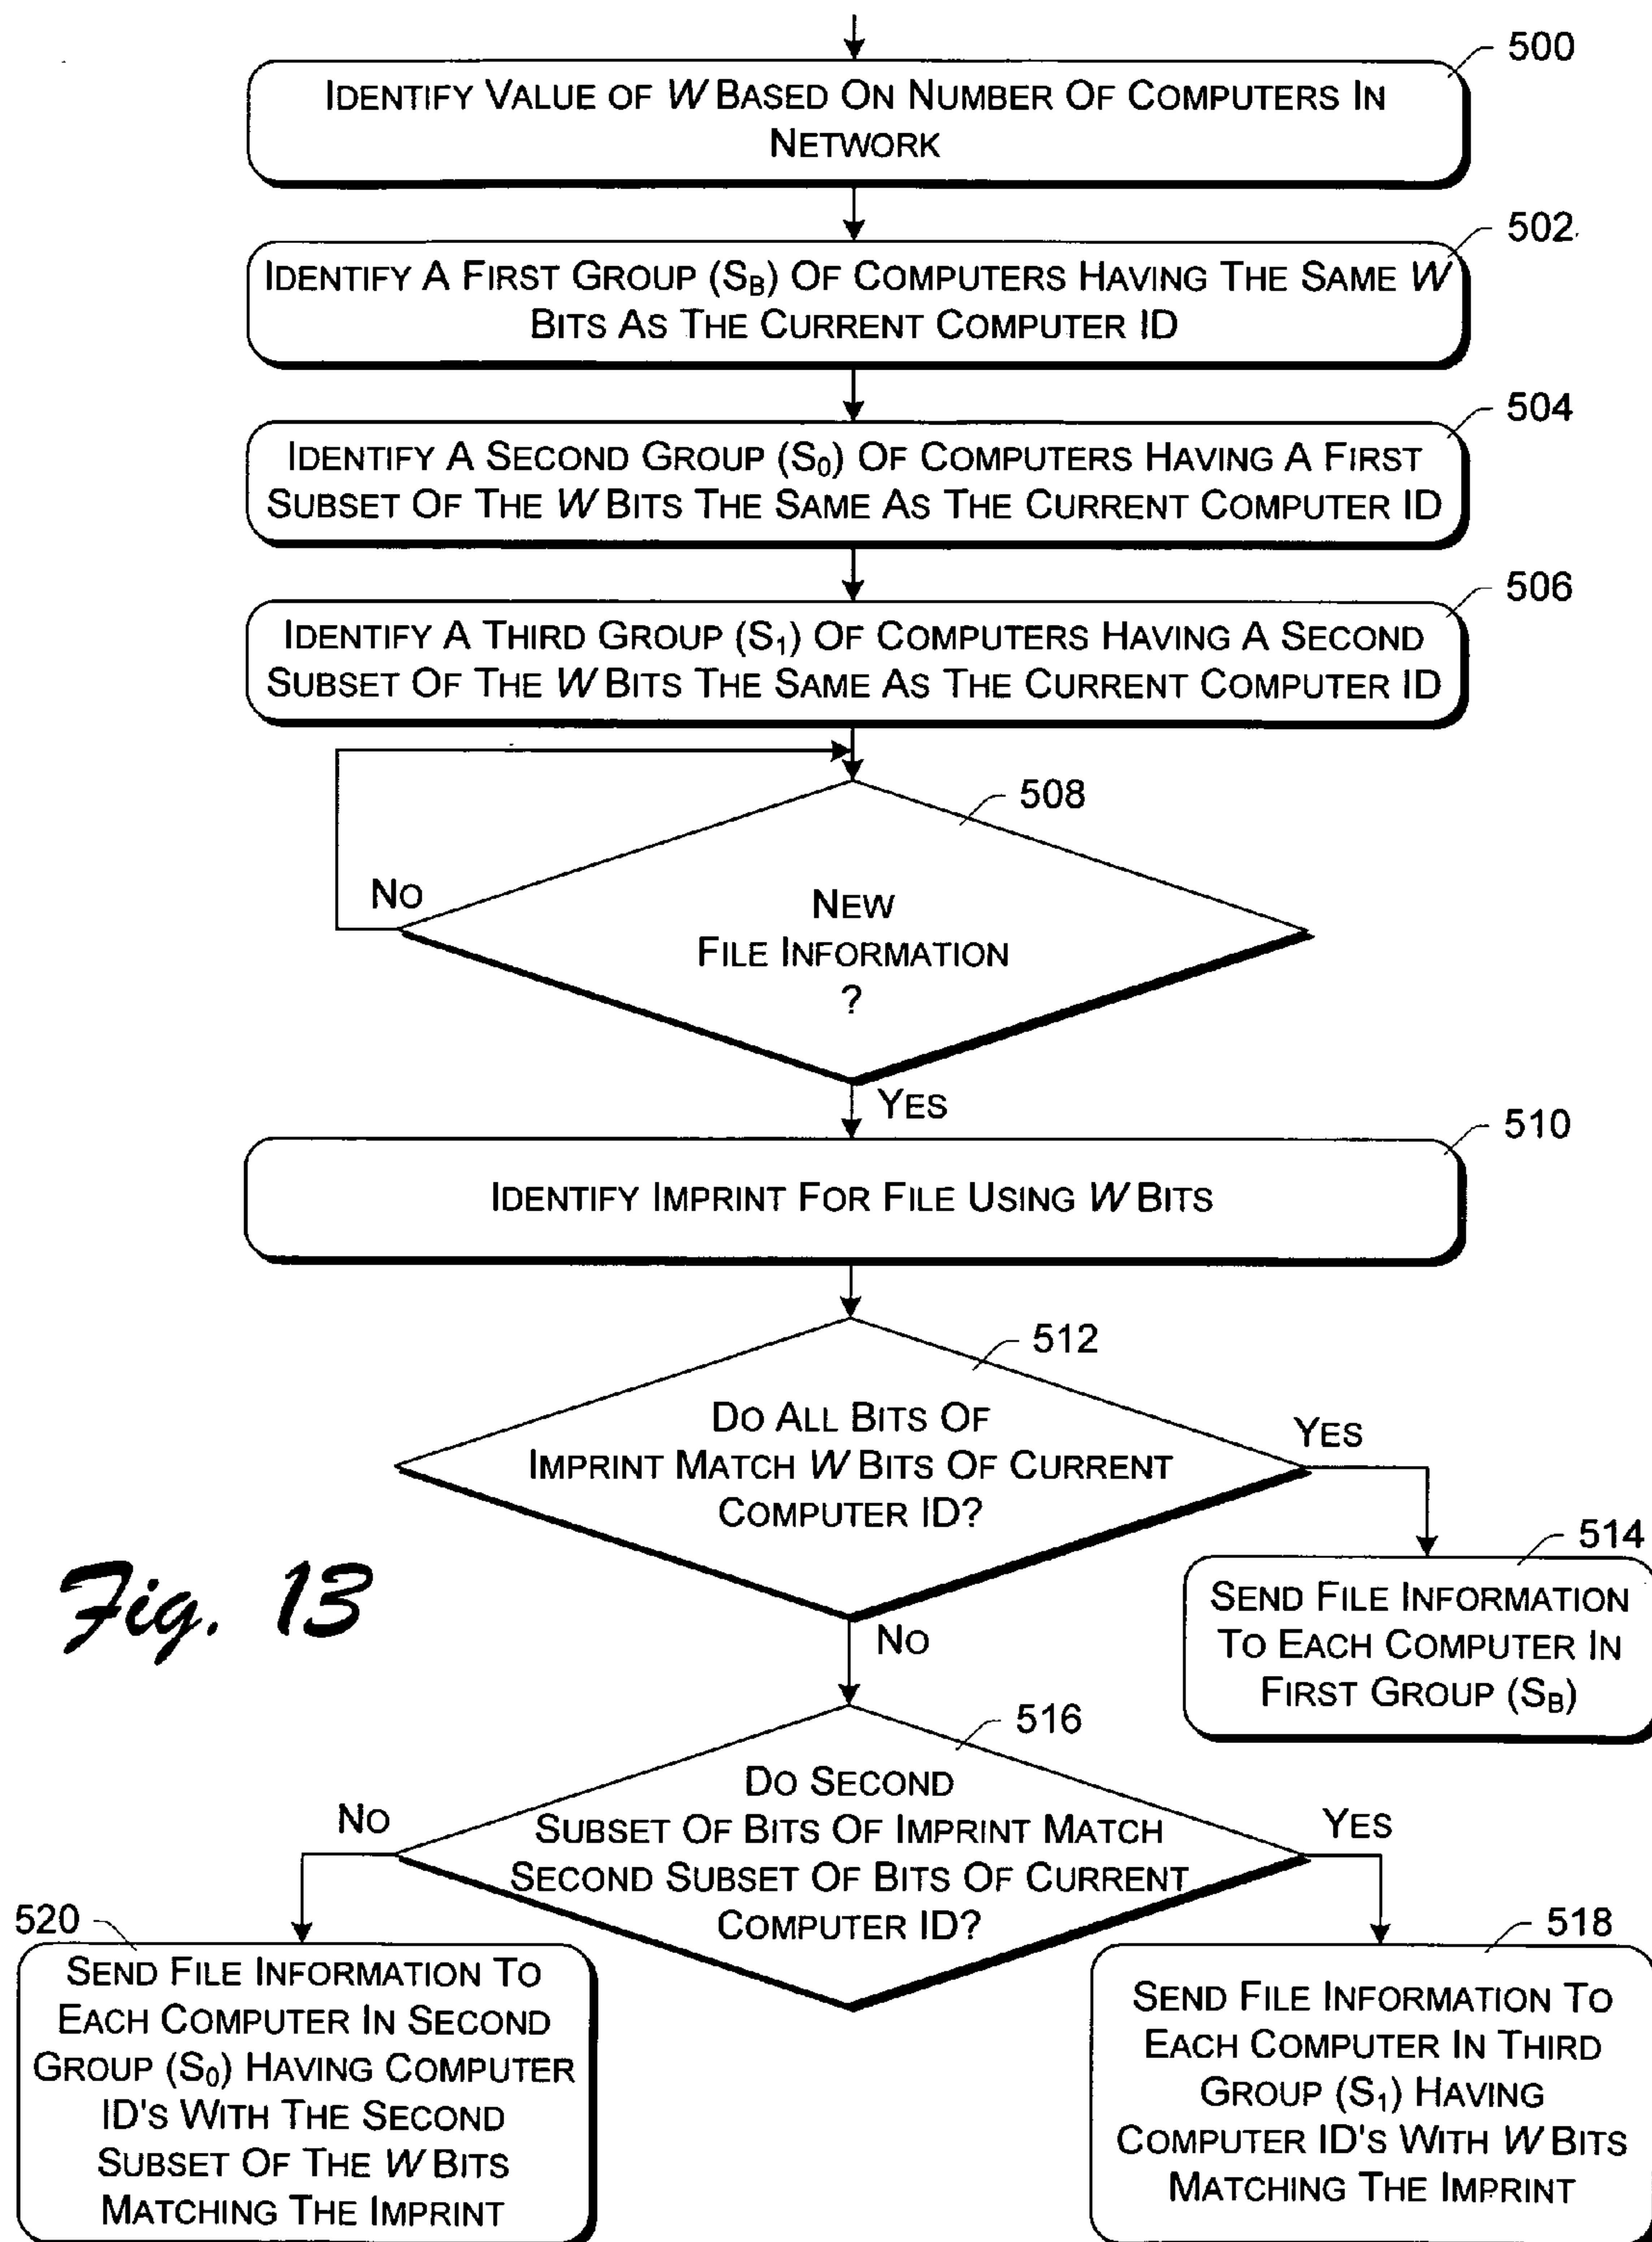 500
IDENTIFY VALUE OF W BASED ON NUMBER OF COMPUTERS IN
NETWORK
502
IDENTIFY A FIRST GROUP (SB) OF COMPUTERS HAVING THE SAME W
BITS AS THE CURRENT COMPUTER ID
504
IDENTIFY A SECOND GROUP (S0) OF COMPUTERS HAVING A FIRST
SUBSET OF THE W BITS THE SAME AS THE CURRENT COMPUTER ID
506
IDENTIFY A THIRD GROUP (S1) OF COMPUTERS HAVING A SECOND
SUBSET OF THE W BITS THE SAME AS THE CURRENT COMPUTER ID
508
NO
NEW
FILE INFORMATION
?
YES
510
IDENTIFY IMPRINT FOR FILE USING W BITS
512
DO ALL BITS OF
IMPRINT MATCH W BITS OF CURRENT
COMPUTER ID?
YES
514
SEND FILE INFORMATION
TO EACH COMPUTER IN
FIRST GROUP (SB)
Fig. 13
NO
516
DO SECOND
SUBSET OF BITS OF IMPRINT MATCH
SECOND SUBSET OF BITS OF CURRENT
COMPUTER ID?
NO
YES
520
SEND FILE INFORMATION TO
EACH COMPUTER IN SECOND
GROUP (S0) HAVING COMPUTER
ID'S WITH THE SECOND
SUBSET OF THE W BITS
MATCHING THE IMPRINT
518
SEND FILE INFORMATION TO
EACH COMPUTER IN THIRD
GROUP (S1) HAVING
COMPUTER ID'S WITH W BITS
MATCHING THE IMPRINT